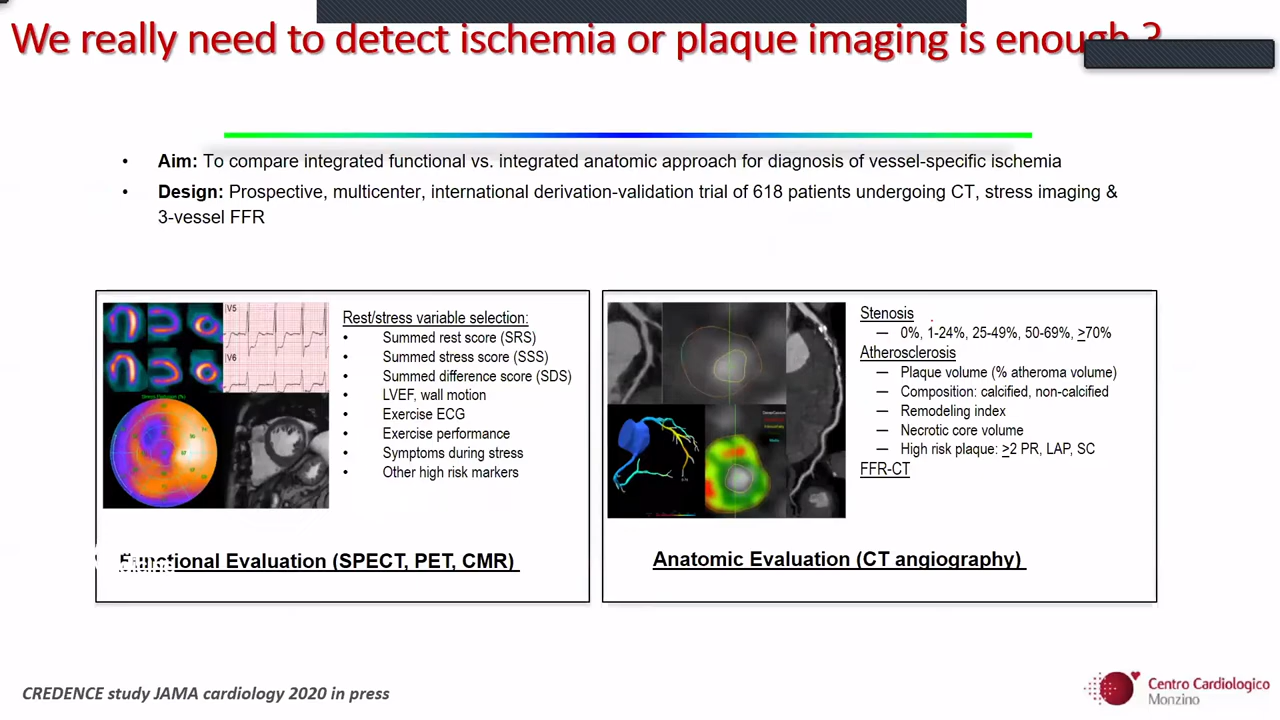 We really need to detect ischemia or plaque imaging is enough ?
• Aim: To compare integrated functional vs. integrated anatomic approach for diagnosis of vessel-specific ischemia
• Design: Prospective, multicenter, international derivation-validation trial of 618 patients undergoing CT, stress imaging &
3-vessel FFR
V5
V6
Rest/stress variable selection:
• Summed rest score (SRS)
• Summed stress score (SSS)
• Summed difference score (SDS)
• LVEF, wall motion
• Exercise ECG
• Exercise performance
• Symptoms during stress
• Other high risk markers
Functional Evaluation (SPECT, PET, CMR)
Stenosis
— 0%, 1-24%, 25-49%, 50-69%, >70%
Atherosclerosis
— Plaque volume (% atheroma volume)
— Composition: calcified, non-calcified
— Remodeling index
— Necrotic core volume
— High risk plaque: >2 PR, LAP, SC
FFR-CT
Anatomic Evaluation (CT angiography)
CREDENCE study JAMA cardiology 2020 in press
Centro Cardiologico
Monzino